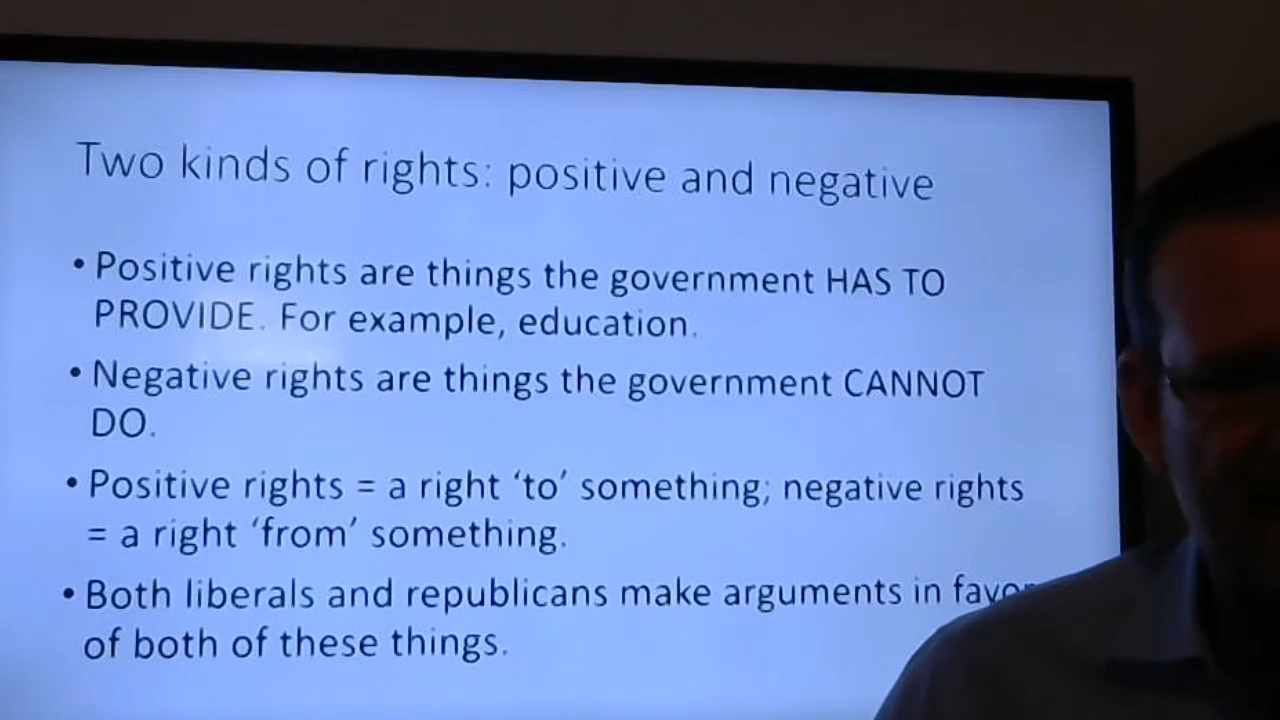 Two kinds of rights: positive and negative
• Positive rights are things the government HAS TO
PROVIDE. For example, education.
• Negative rights are things the government CANNOT
DO.
• Positive rights = a right ‘to’ something; negative rights
= a right ‘from’ something.
• Both liberals and republicans make arguments in favor
of both of these things.